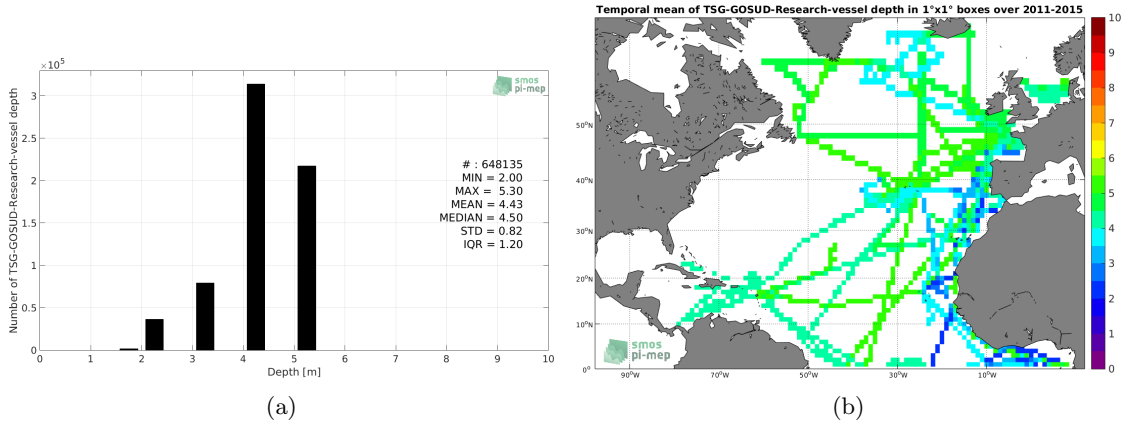 ×10⁵
3
2.5
2
1.5
1
0.5
0
Number of TSG-GOSUD-Research-vessel depth
0 1 2 3 4 5 6 7 8 9 10
Depth [m]
smos
pi-mep
# : 648135
MIN = 2.00
MAX = 5.30
MEAN = 4.43
MEDIAN = 4.50
STD = 0.82
IQR = 1.20
(a)
Temporal mean of TSG-GOSUD-Research-vessel depth in 1°x1° boxes over 2011-2015
50°N
40°N
30°N
20°N
10°N
0°
90°W 70°W 50°W 30°W 10°W
smos
pi-mep
10
9
8
7
6
5
4
3
2
1
0
(b)